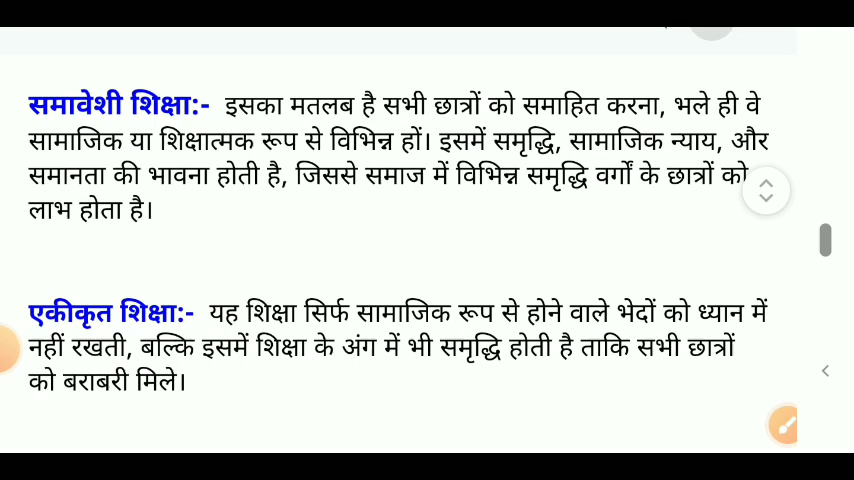 समावेशी शिक्षा:- इसका मतलब है सभी छात्रों को समाहित करना, भले ही वे
सामाजिक या शिक्षात्मक रूप से विभिन्न हों। इसमें समृद्धि, सामाजिक न्याय, और
समानता की भावना होती है, जिससे समाज में विभिन्न समृद्धि वर्गों के छात्रों को
लाभ होता है।
एकीकृत शिक्षा:- यह शिक्षा सिर्फ सामाजिक रूप से होने वाले भेदों को ध्यान में
नहीं रखती, बल्कि इसमें शिक्षा के अंग में भी समृद्धि होती है ताकि सभी छात्रों
को बराबरी मिले।